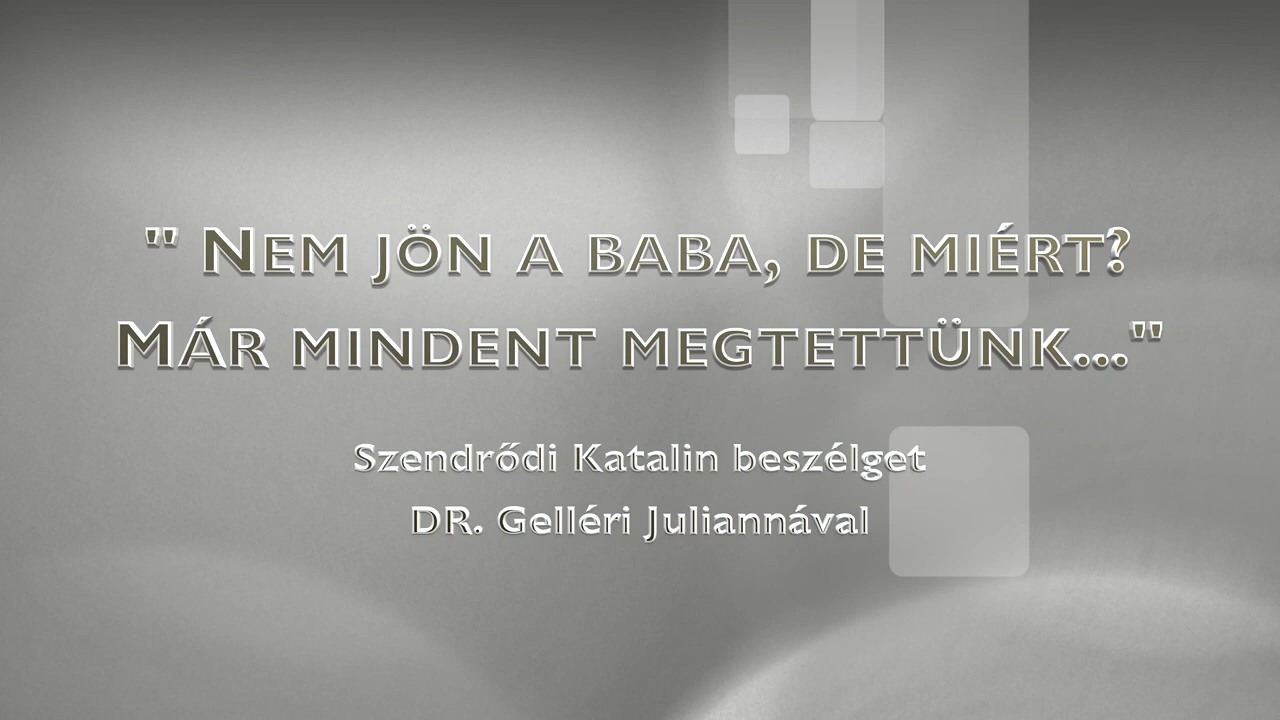 " Nem jön a baba, de miért?
Már mindent megtettünk..."
Szendrődi Katalin beszélget
DR. Gelléri Juliannával